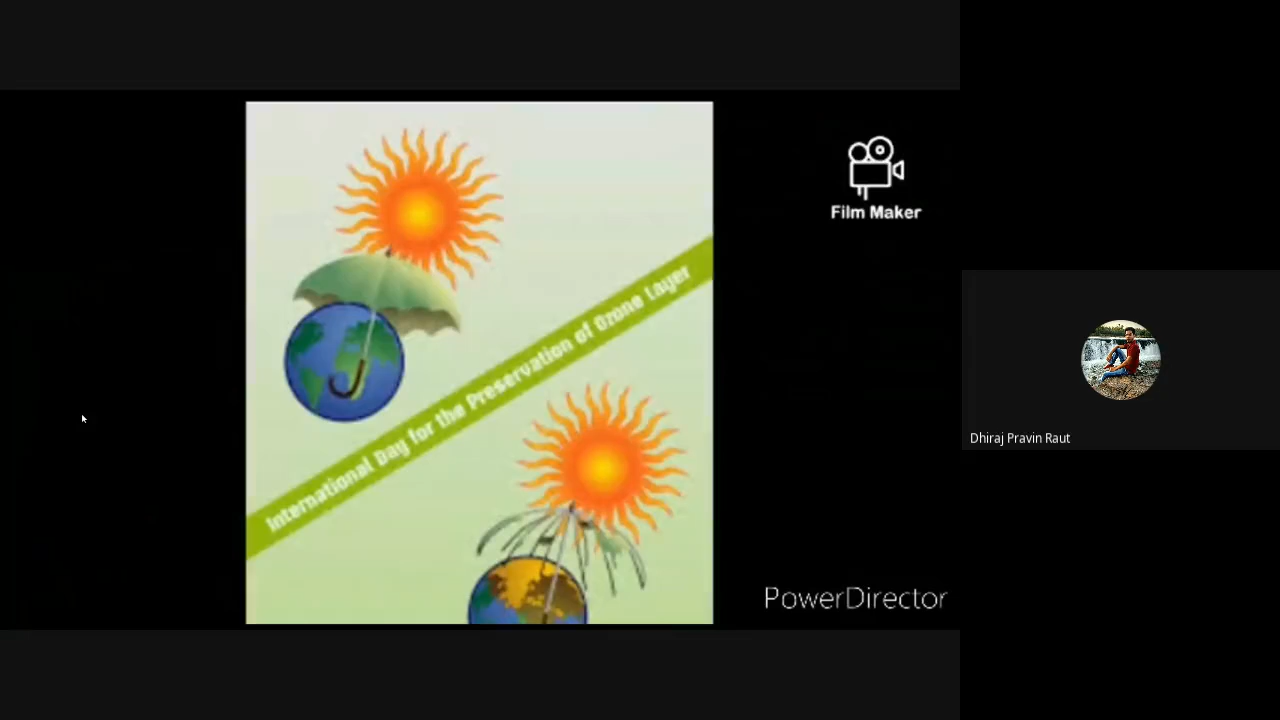 Film Maker
International Day for the Preservation of Ozone Layer
Dhiraj Pravin Raut
PowerDirector